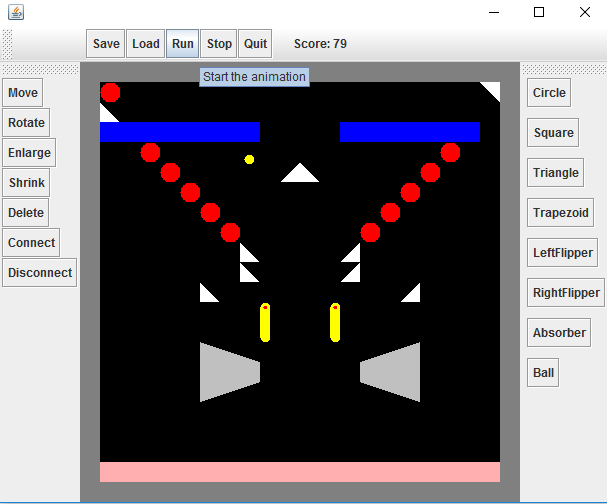 Save Load Run Stop Quit Score: 79
Start the animation
Move
Rotate
Enlarge
Shrink
Delete
Connect
Disconnect
Circle
Square
Triangle
Trapezoid
LeftFlipper
RightFlipper
Absorber
Ball